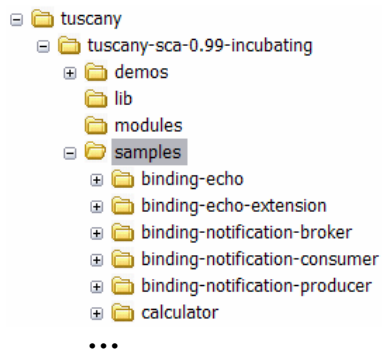 tuscany
tuscany-sca-0.99-incubating
demos
lib
modules
samples
binding-echo
binding-echo-extension
binding-notification-broker
binding-notification-consumer
binding-notification-producer
calculator
...